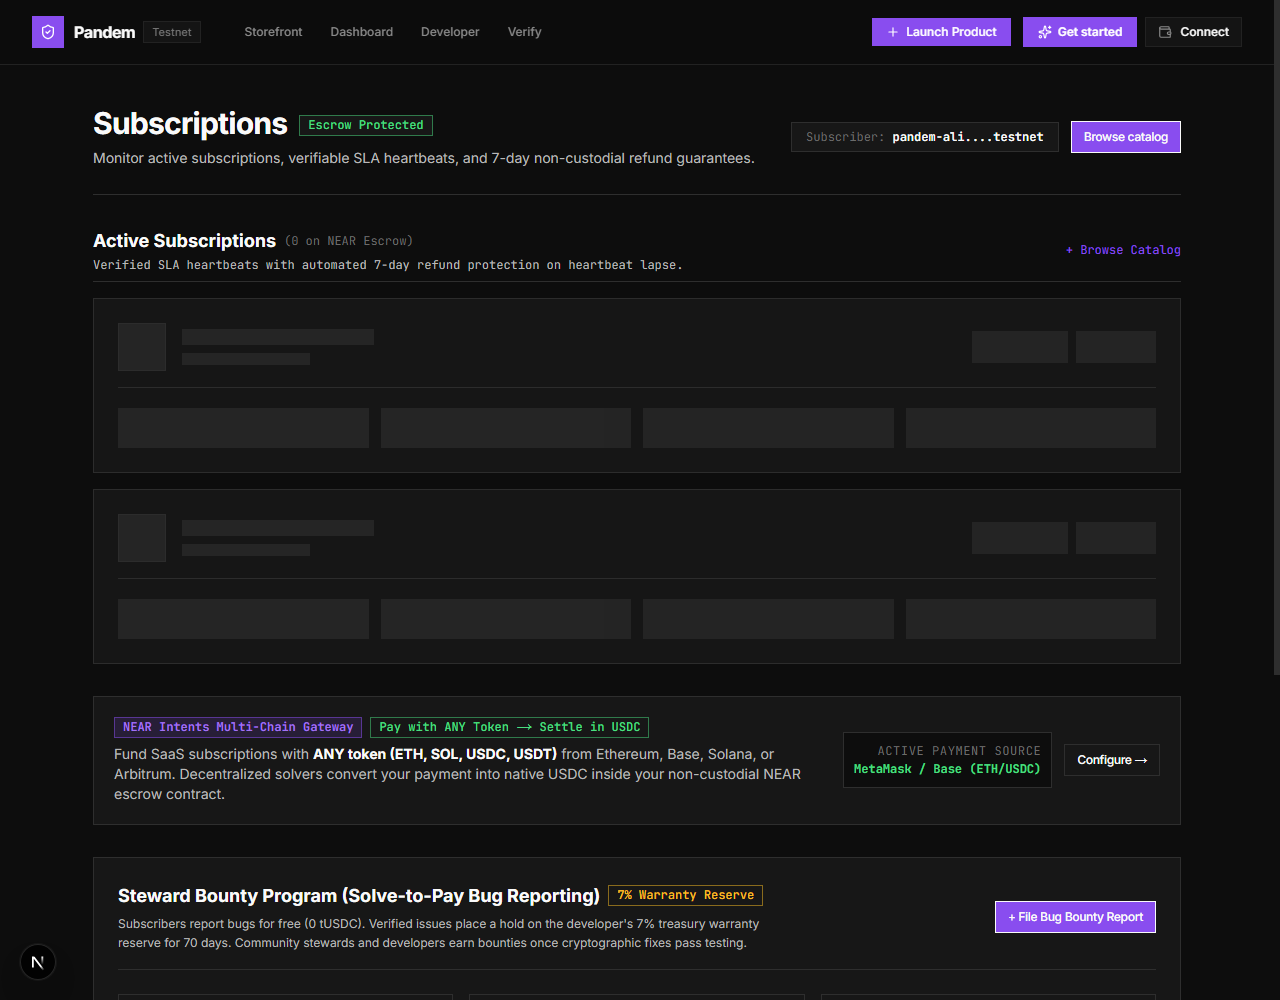 Pandem
Testnet
Storefront
Dashboard
Developer
Verify
+ Launch Product
Get started
Connect
Subscriptions
Escrow Protected
Monitor active subscriptions, verifiable SLA heartbeats, and 7-day non-custodial refund guarantees.
Subscriber: pandem-ali....testnet
Browse catalog
Active Subscriptions (0 on NEAR Escrow)
Verified SLA heartbeats with automated 7-day refund protection on heartbeat lapse.
+ Browse Catalog
NEAR Intents Multi-Chain Gateway
Pay with ANY Token → Settle in USDC
Fund SaaS subscriptions with ANY token (ETH, SOL, USDC, USDT) from Ethereum, Base, Solana, or
Arbitrum. Decentralized solvers convert your payment into native USDC inside your non-custodial NEAR
escrow contract.
ACTIVE PAYMENT SOURCE
MetaMask / Base (ETH/USDC)
Configure →
Steward Bounty Program (Solve-to-Pay Bug Reporting)
7% Warranty Reserve
Subscribers report bugs for free (0 tUSDC). Verified issues place a hold on the developer's 7% treasury warranty
reserve for 70 days. Community stewards and developers earn bounties once cryptographic fixes pass testing.
+ File Bug Bounty Report
N